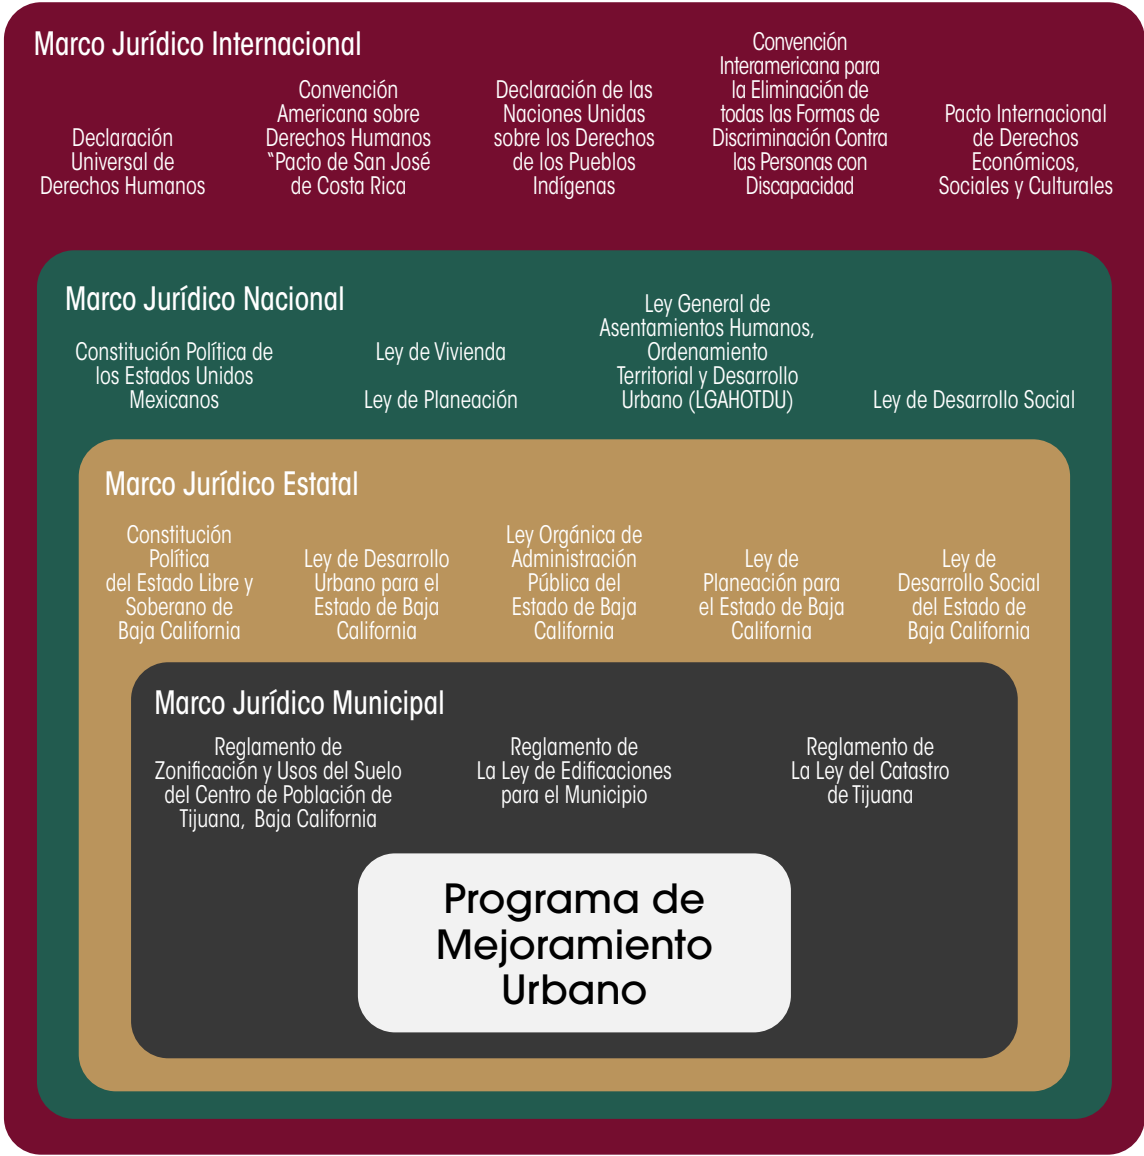 Marco Jurídico Internacional
Declaración
Universal de
Derechos Humanos
Convención
Americana sobre
Derechos Humanos
“Pacto de San José
de Costa Rica
Declaración de las
Naciones Unidas
sobre los Derechos
de los Pueblos
Indígenas
Convención
Interamericana para
la Eliminación de
todas las Formas de
Discriminación Contra
las Personas con
Discapacidad
Pacto Internacional
de Derechos
Económicos,
Sociales y Culturales
Marco Jurídico Nacional
Constitución Política de
los Estados Unidos
Mexicanos
Ley de Vivienda
Ley de Planeación
Ley General de
Asentamientos Humanos,
Ordenamiento
Territorial y Desarrollo
Urbano (LGAHOTDU)
Ley de Desarrollo Social
Marco Jurídico Estatal
Constitución
Política
del Estado Libre y
Soberano de
Baja California
Ley de Desarrollo
Urbano para el
Estado de Baja
California
Ley Orgánica de
Administración
Pública del
Estado de Baja
California
Ley de
Planeación para
el Estado de Baja
California
Ley de
Desarrollo Social
del Estado de
Baja California
Marco Jurídico Municipal
Reglamento de
Zonificación y Usos del Suelo
del Centro de Población de
Tijuana, Baja California
Reglamento de
La Ley de Edificaciones
para el Municipio
Reglamento de
La Ley del Catastro
de Tijuana
Programa de
Mejoramiento
Urbano